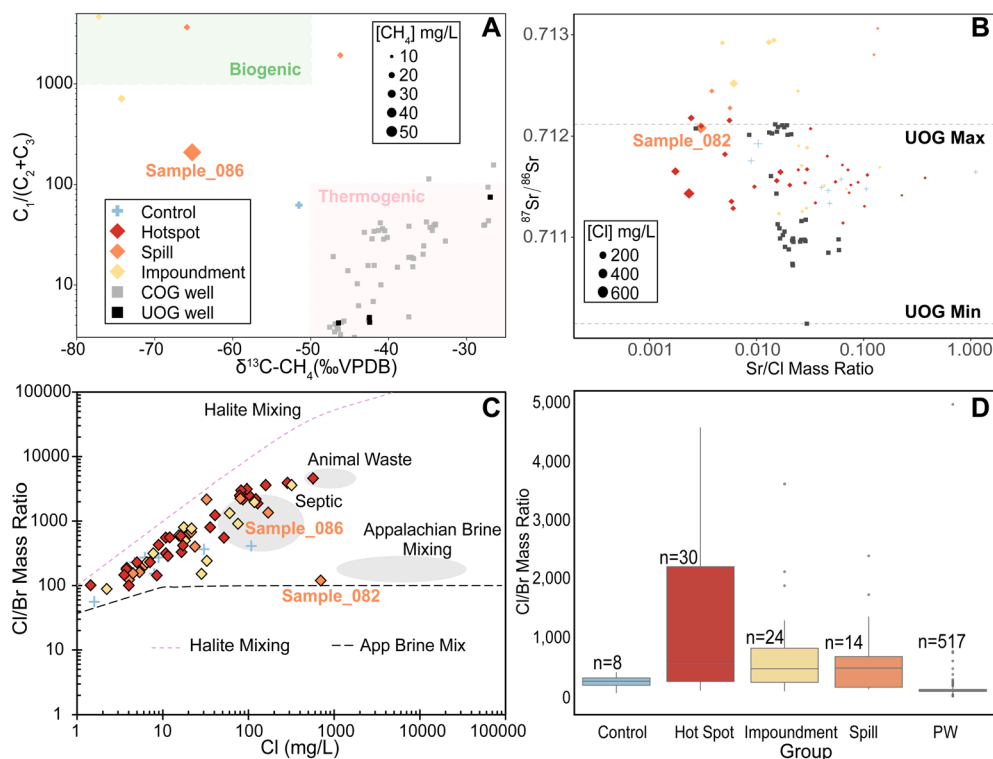 A
[CH₄] mg/L
10
20
30
40
50
Biogenic
Sample_086
Thermogenic
Control
Hotspot
Spill
Impoundment
COG well
UOG well
1000
100
10
C₁/(C₂+C₃)
-80
-70
-60
-50
-40
-30
δ¹³C-CH₄(‰VPDB)
B
0.713
0.712
0.711
⁸⁷Sr/⁸⁶Sr
UOG Max
Sample_082
[Cl] mg/L
200
400
600
UOG Min
0.001
0.010
0.100
1.000
Sr/Cl Mass Ratio
C
100000
10000
1000
100
10
1
Cl/Br Mass Ratio
Halite Mixing
Animal Waste
Septic
Sample_086
Appalachian Brine
Mixing
Sample_082
Halite Mixing
App Brine Mix
1
10
100
1000
10000
100000
Cl (mg/L)
D
5,000
4,000
3,000
2,000
1,000
0
Cl/Br Mass Ratio
n=8
n=30
n=24
n=14
n=517
Control
Hot Spot
Impoundment
Spill
PW
Group